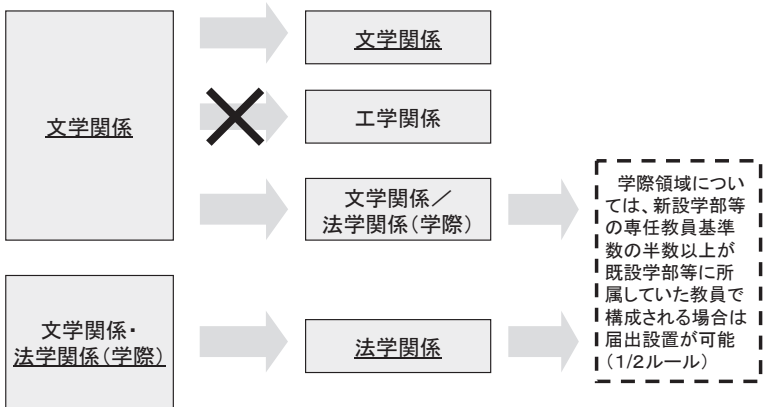 文学関係
文学関係
工学関係
文学関係／
法学関係（学際）
学際領域につい
ては、新設学部等
の専任教員基準
数の半数以上が
既設学部等に所
属していた教員で
構成される場合は
届出設置が可能
（1/2ルール）
文学関係・
法学関係（学際）
法学関係